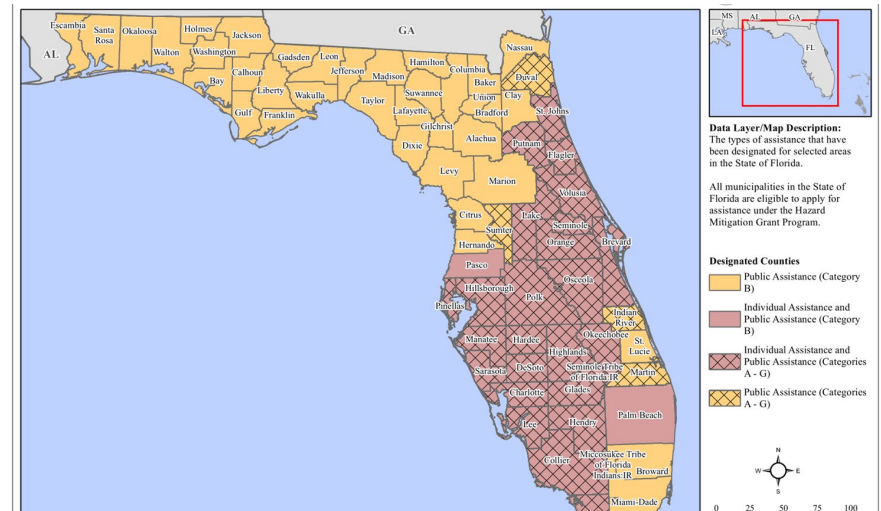 GA
AL
Escambia
Santa
Rosa
Okaloosa
Walton
Holmes
Washington
Jackson
Bay
Calhoun
Gulf
Liberty
Franklin
Gadsden
Leon
Wakulla
Jefferson
Madison
Taylor
Hamilton
Suwannee
Lafayette
Dixie
Columbia
Gilchrist
Baker
Union
Bradford
Alachua
Levy
Nassau
Duval
Clay
St. Johns
Putnam
Flagler
Marion
Volusia
Citrus
Sumter
Lake
Seminole
Hernando
Orange
Brevard
Pasco
Osceola
Hillsborough
Polk
Pinellas
Indian
River
Okeechobee
Manatee
Hardee
St.
Lucie
Highlands
Sarasota
DeSoto
Seminole Tribe
of Florida IR
Martin
Charlotte
Glades
Palm Beach
Lee
Hendry
Collier
Miccosukee Tribe
of Florida
Indians IR
Broward
Miami-Dade
MS
AL
GA
LA
FL
Data Layer/Map Description:
The types of assistance that have
been designated for selected areas
in the State of Florida.
All municipalities in the State of
Florida are eligible to apply for
assistance under the Hazard
Mitigation Grant Program.
Designated Counties
Public Assistance (Category
B)
Individual Assistance and
Public Assistance (Category
B)
Individual Assistance and
Public Assistance (Categories
A - G)
Public Assistance (Categories
A - G)
N
W
E
S
0 25 50 75 100